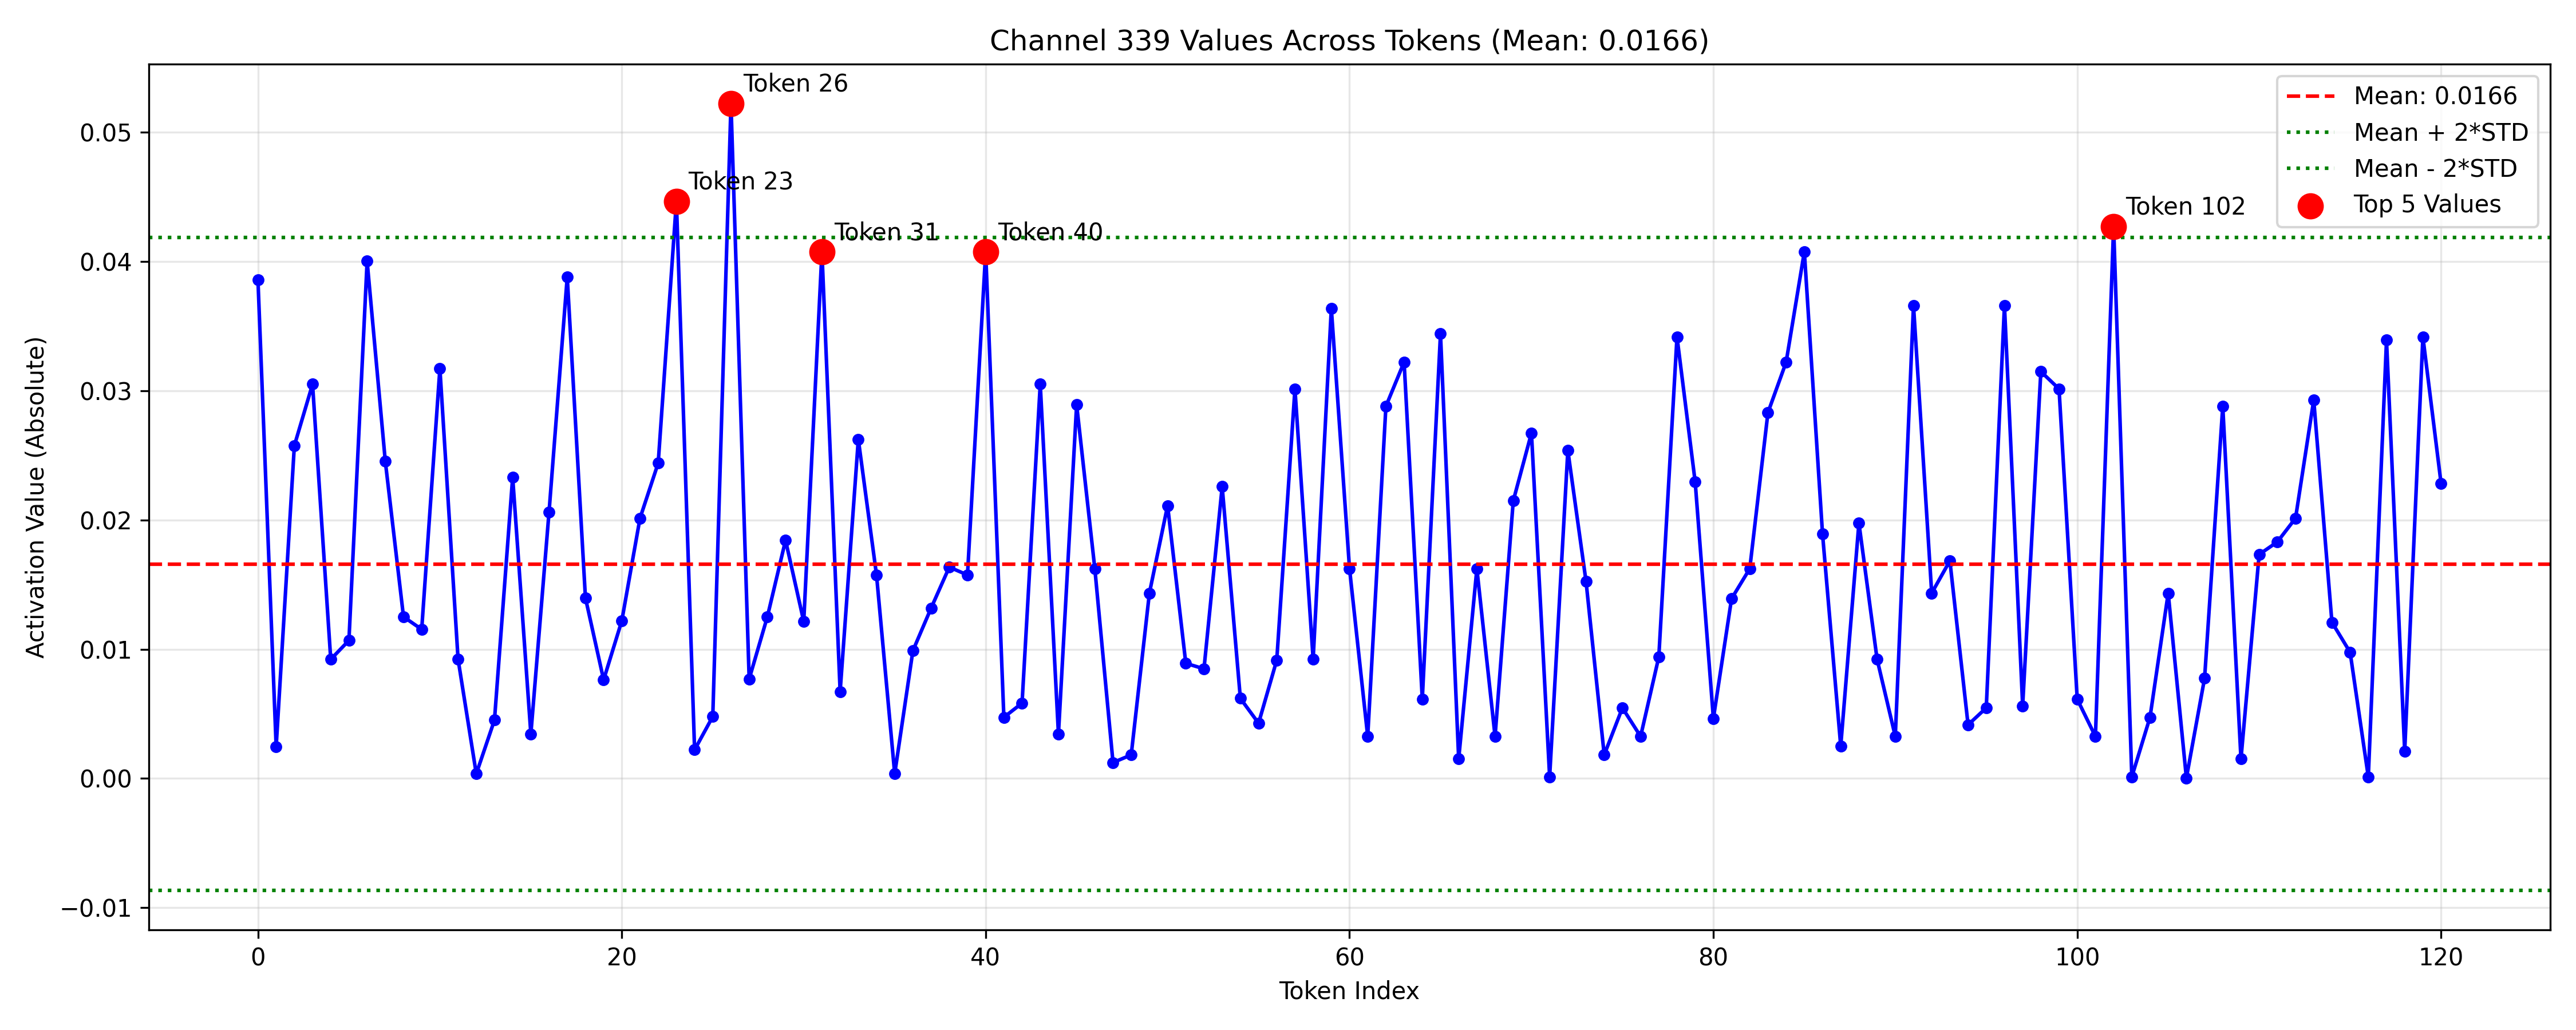 Channel 339 Values Across Tokens (Mean: 0.0166)
Token 26
Token 23
Token 31
Token 40
Token 102
Mean: 0.0166
Mean + 2*STD
Mean - 2*STD
Top 5 Values
Activation Value (Absolute)
0.05
0.04
0.03
0.02
0.01
0.00
−0.01
0 20 40 60 80 100 120
Token Index